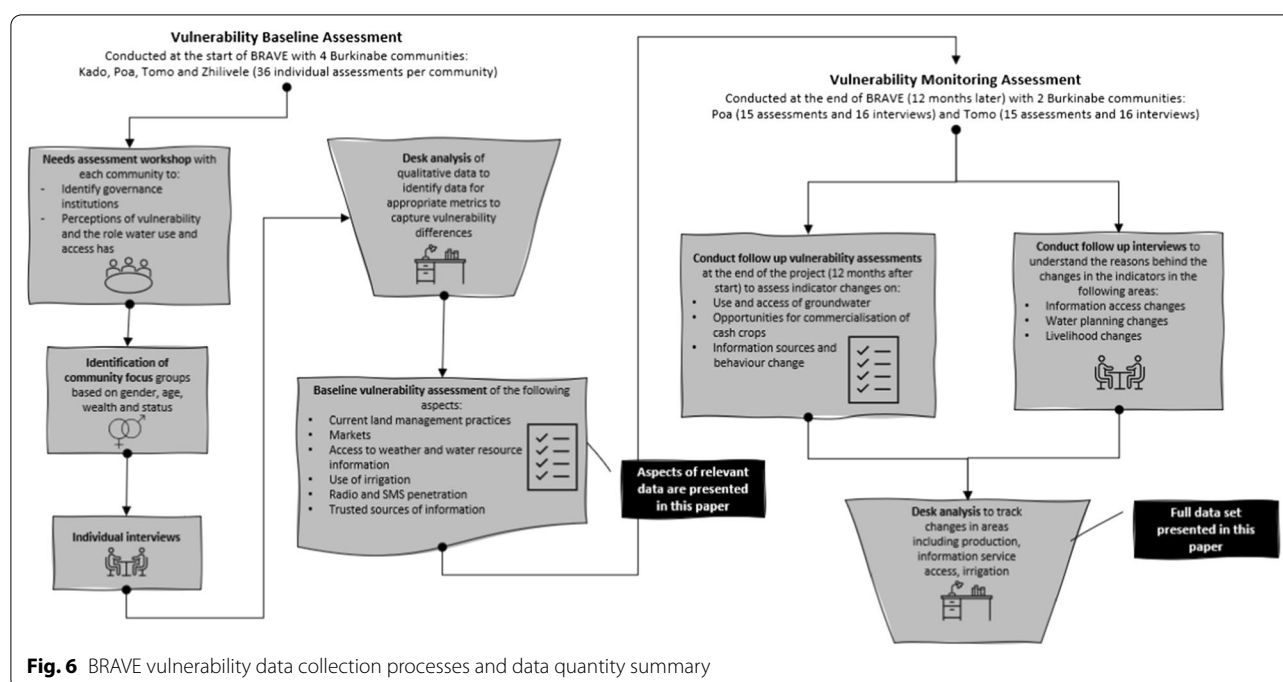 Vulnerability Baseline Assessment
Conducted at the start of BRAVE with 4 Burkinabe communities:
Kado, Poa, Tomo and Zhilivele (36 individual assessments per community)
Needs assessment workshop with
each community to:
- Identify governance
institutions
- Perceptions of vulnerability
and the role water use and
access has
Identification of
community focus groups
based on gender, age,
wealth and status
Individual interviews
Desk analysis of
qualitative data to
identify data for
appropriate metrics to
capture vulnerability
differences
Baseline vulnerability assessment of the following
aspects:
• Current land management practices
• Markets
• Access to weather and water resource
information
• Use of irrigation
• Radio and SMS penetration
• Trusted sources of information
Aspects of relevant
data are presented
in this paper
Vulnerability Monitoring Assessment
Conducted at the end of BRAVE (12 months later) with 2 Burkinabe communities:
Poa (15 assessments and 16 interviews) and Tomo (15 assessments and 16 interviews)
Conduct follow up vulnerability assessments
at the end of the project (12 months after
start) to assess indicator changes on:
• Use and access of groundwater
• Opportunities for commercialisation of
cash crops
• Information sources and
behaviour change
Conduct follow up interviews to
understand the reasons behind the
changes in the indicators in the
following areas:
• Information access changes
• Water planning changes
• Livelihood changes
Desk analysis to track
changes in areas
including production,
information service
access, irrigation
Full data set
presented in this
paper
Fig. 6 BRAVE vulnerability data collection processes and data quantity summary